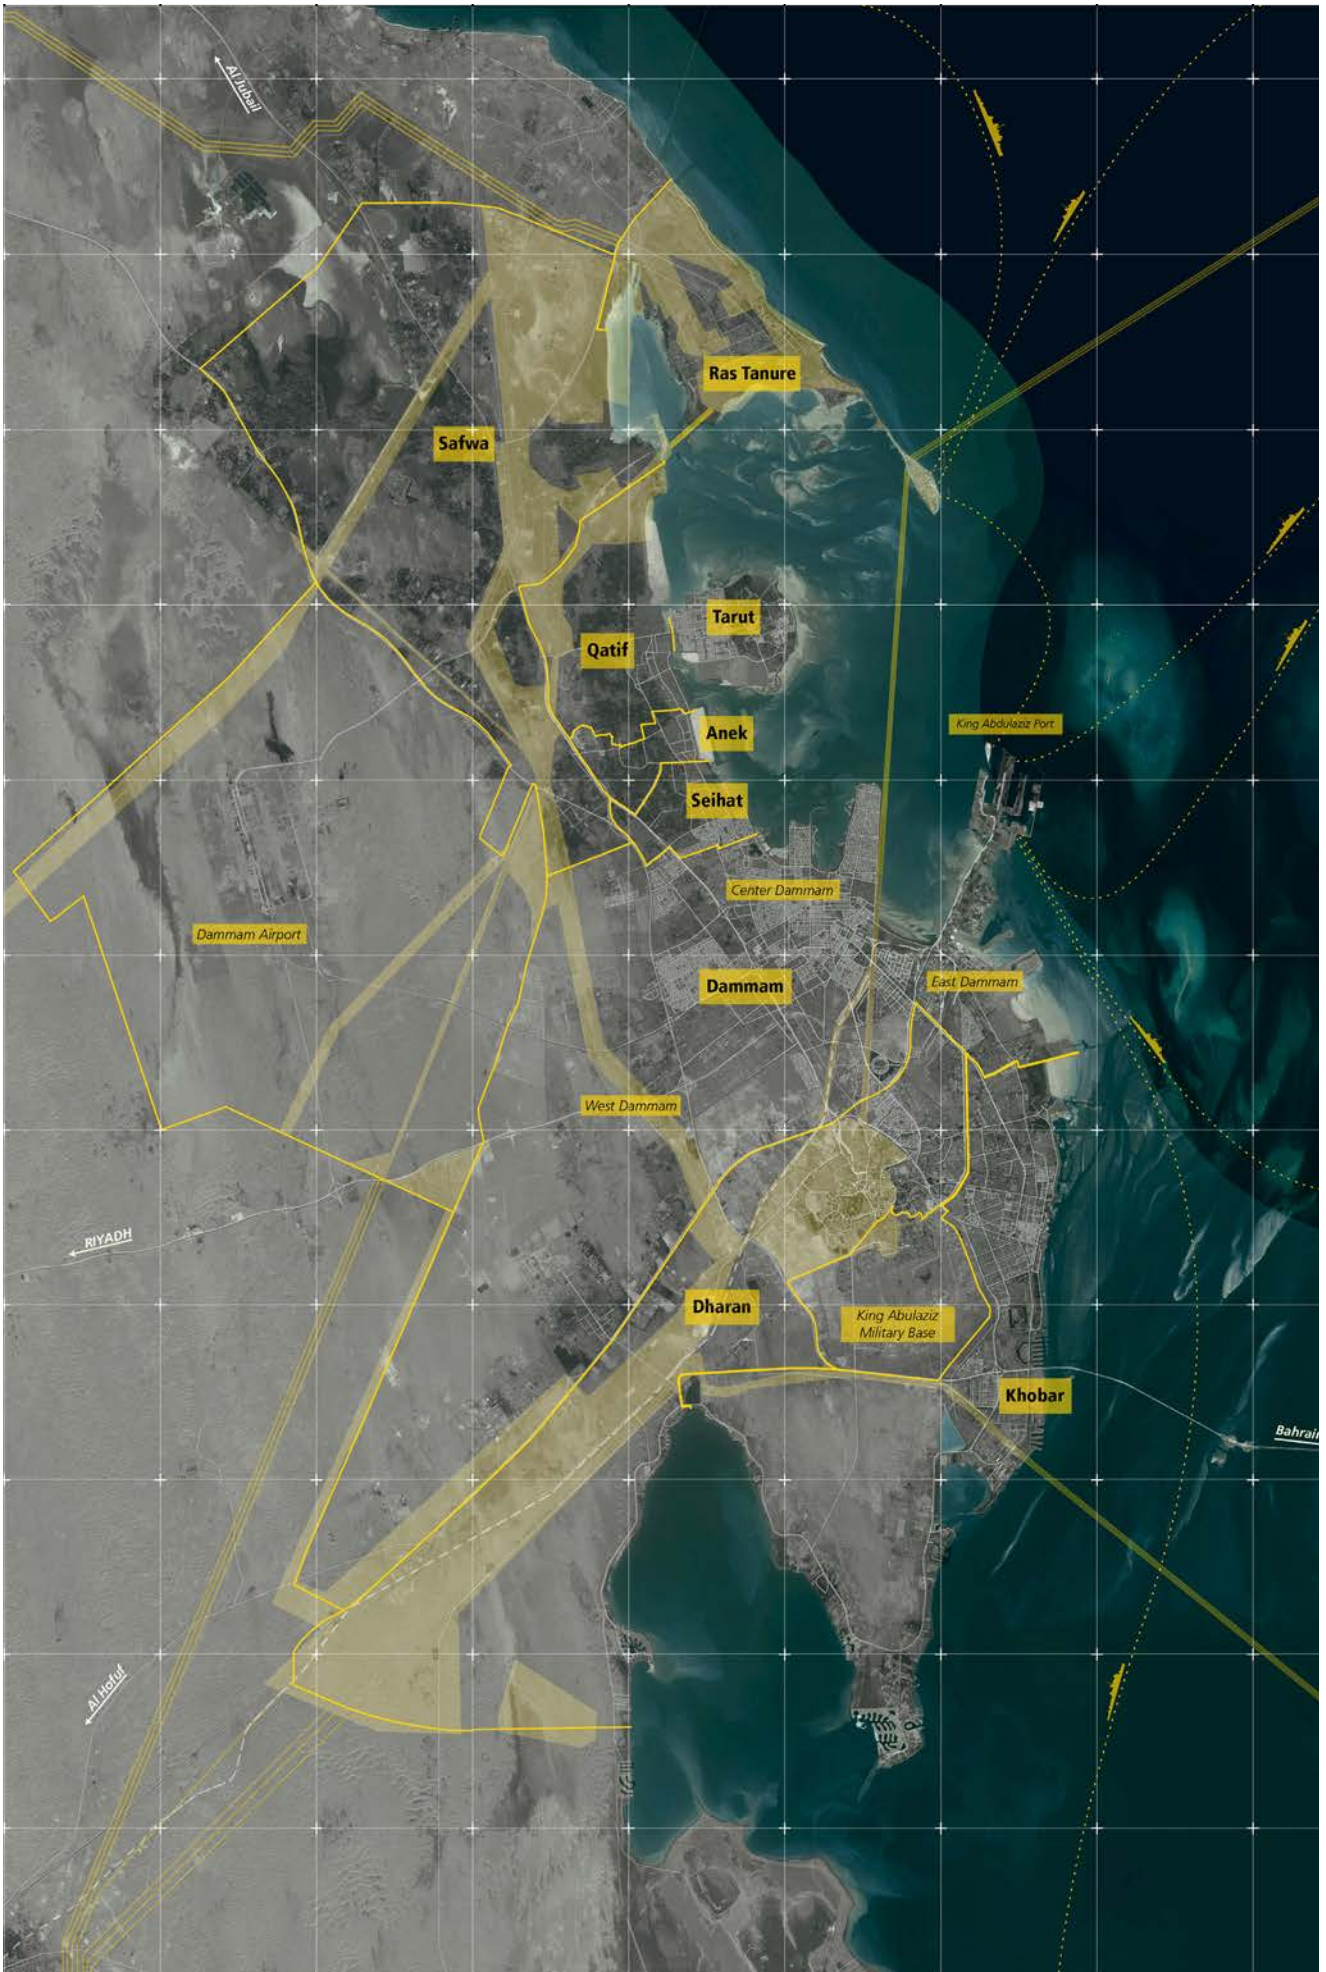 Al Jubail
Ras Tanure
Safwa
Tarut
Qatif
King Abdulaziz Port
Anek
Seihat
Center Dammam
Dammam Airport
East Dammam
Dammam
West Dammam
RIYADH
Dharan
King Abulaziz
Military Base
Khobar
Bahrain
Al Hofuf